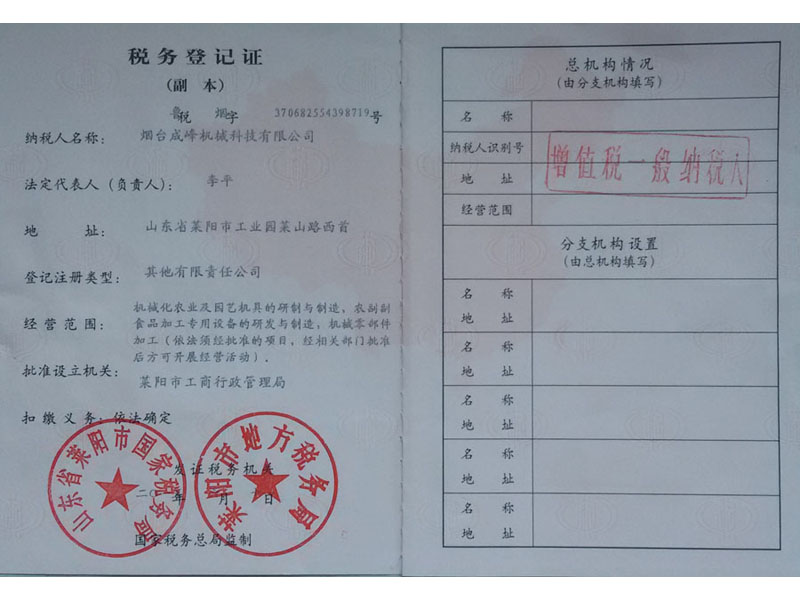 税务登记证
(副 本)
鲁税 烟字 370682554398719号
纳税人名称: 烟台成峰机械科技有限公司
法定代表人(负责人): 李平
地 址: 山东省莱阳市工业园莱山路西首
登记注册类型: 其他有限责任公司
经营范围: 机械化农业及园艺机具的研制与制造,农副副
食品加工专用设备的研发与制造,机械零部件
加工(依法须经批准的项目,经相关部门批准
后方可开展经营活动)。
批准设立机关: 莱阳市工商行政管理局
扣缴义务: 依法确定
山东省莱阳市国家税务局
莱阳市地方税务局
发证税务机关
二〇 年 月 日
国家税务总局监制
总机构情况
(由分支机构填写)
名 称
纳税人识别号
地 址
经营范围
增值税一般纳税人
分支机构设置
(由总机构填写)
名 称
地 址
名 称
地 址
名 称
地 址
名 称
地 址
名 称
地 址